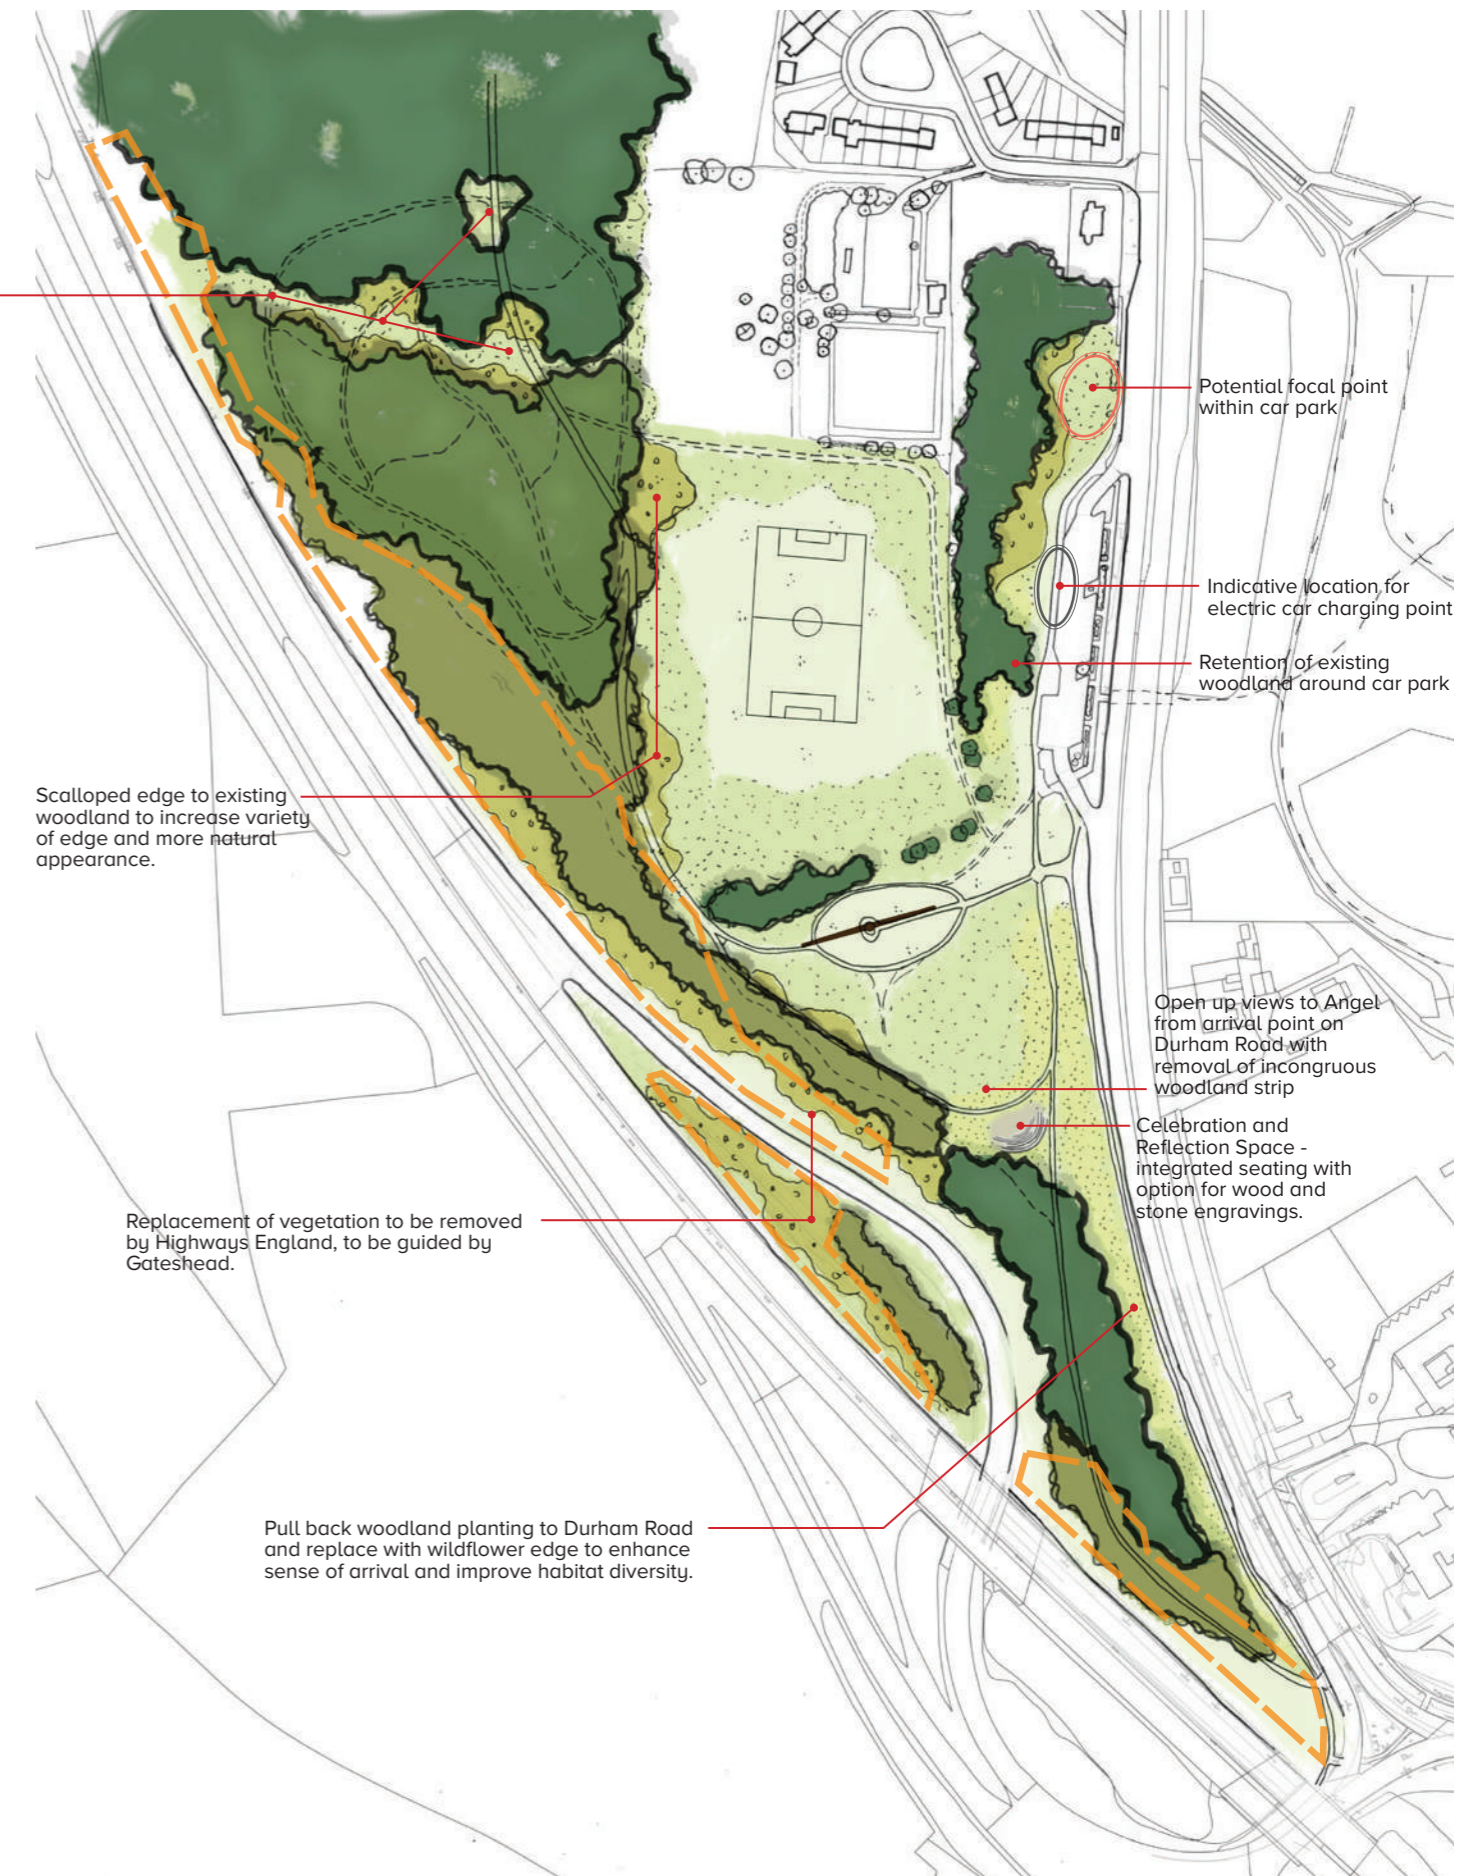 Potential focal point
within car park
Indicative location for
electric car charging point
Retention of existing
woodland around car park
Scalloped edge to existing
woodland to increase variety
of edge and more natural
appearance.
Open up views to Angel
from arrival point on
Durham Road with
removal of incongruous
woodland strip
Celebration and
Reflection Space -
integrated seating with
option for wood and
stone engravings.
Replacement of vegetation to be removed
by Highways England, to be guided by
Gateshead.
Pull back woodland planting to Durham Road
and replace with wildflower edge to enhance
sense of arrival and improve habitat diversity.